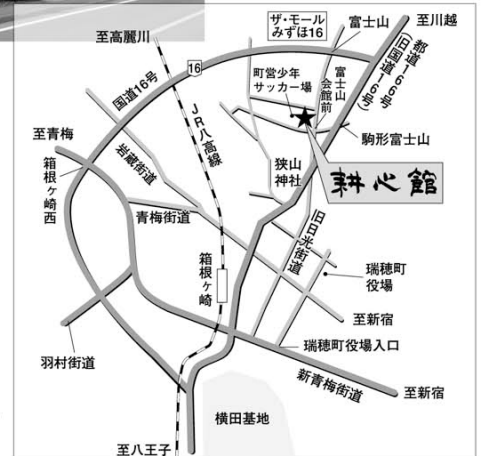 ザ・モール
みずほ16
至川越
至高麗川
富士山
都道166号
(旧国道16号)
16
国道16号
町営少年
サッカー場
富士山
会館前
JR八高線
至青梅
岩蔵街道
駒形富士山
箱根ヶ崎西
狭山
神社
耕心館
青梅街道
旧日光街道
箱根ヶ崎
瑞穂町
役場
至新宿
羽村街道
瑞穂町役場入口
新青梅街道
至新宿
横田基地
至八王子